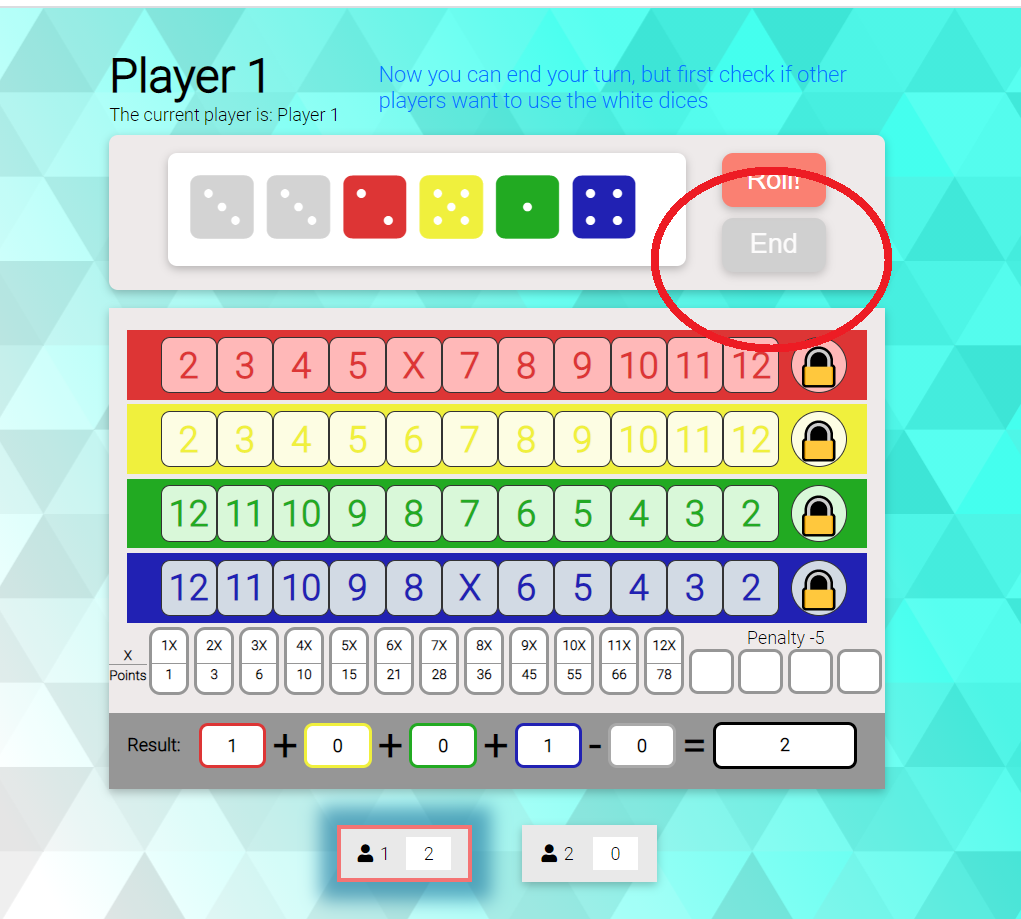 Player 1
The current player is: Player 1
Now you can end your turn, but first check if other
players want to use the white dices
Roll!
End
2 3 4 5 X 7 8 9 10 11 12
2 3 4 5 6 7 8 9 10 11 12
12 11 10 9 8 7 6 5 4 3 2
12 11 10 9 8 X 6 5 4 3 2
Penalty -5
X 1X 2X 3X 4X 5X 6X 7X 8X 9X 10X 11X 12X
Points 1 3 6 10 15 21 28 36 45 55 66 78
Result: 1 + 0 + 0 + 1 - 0 = 2
1 2 2 0